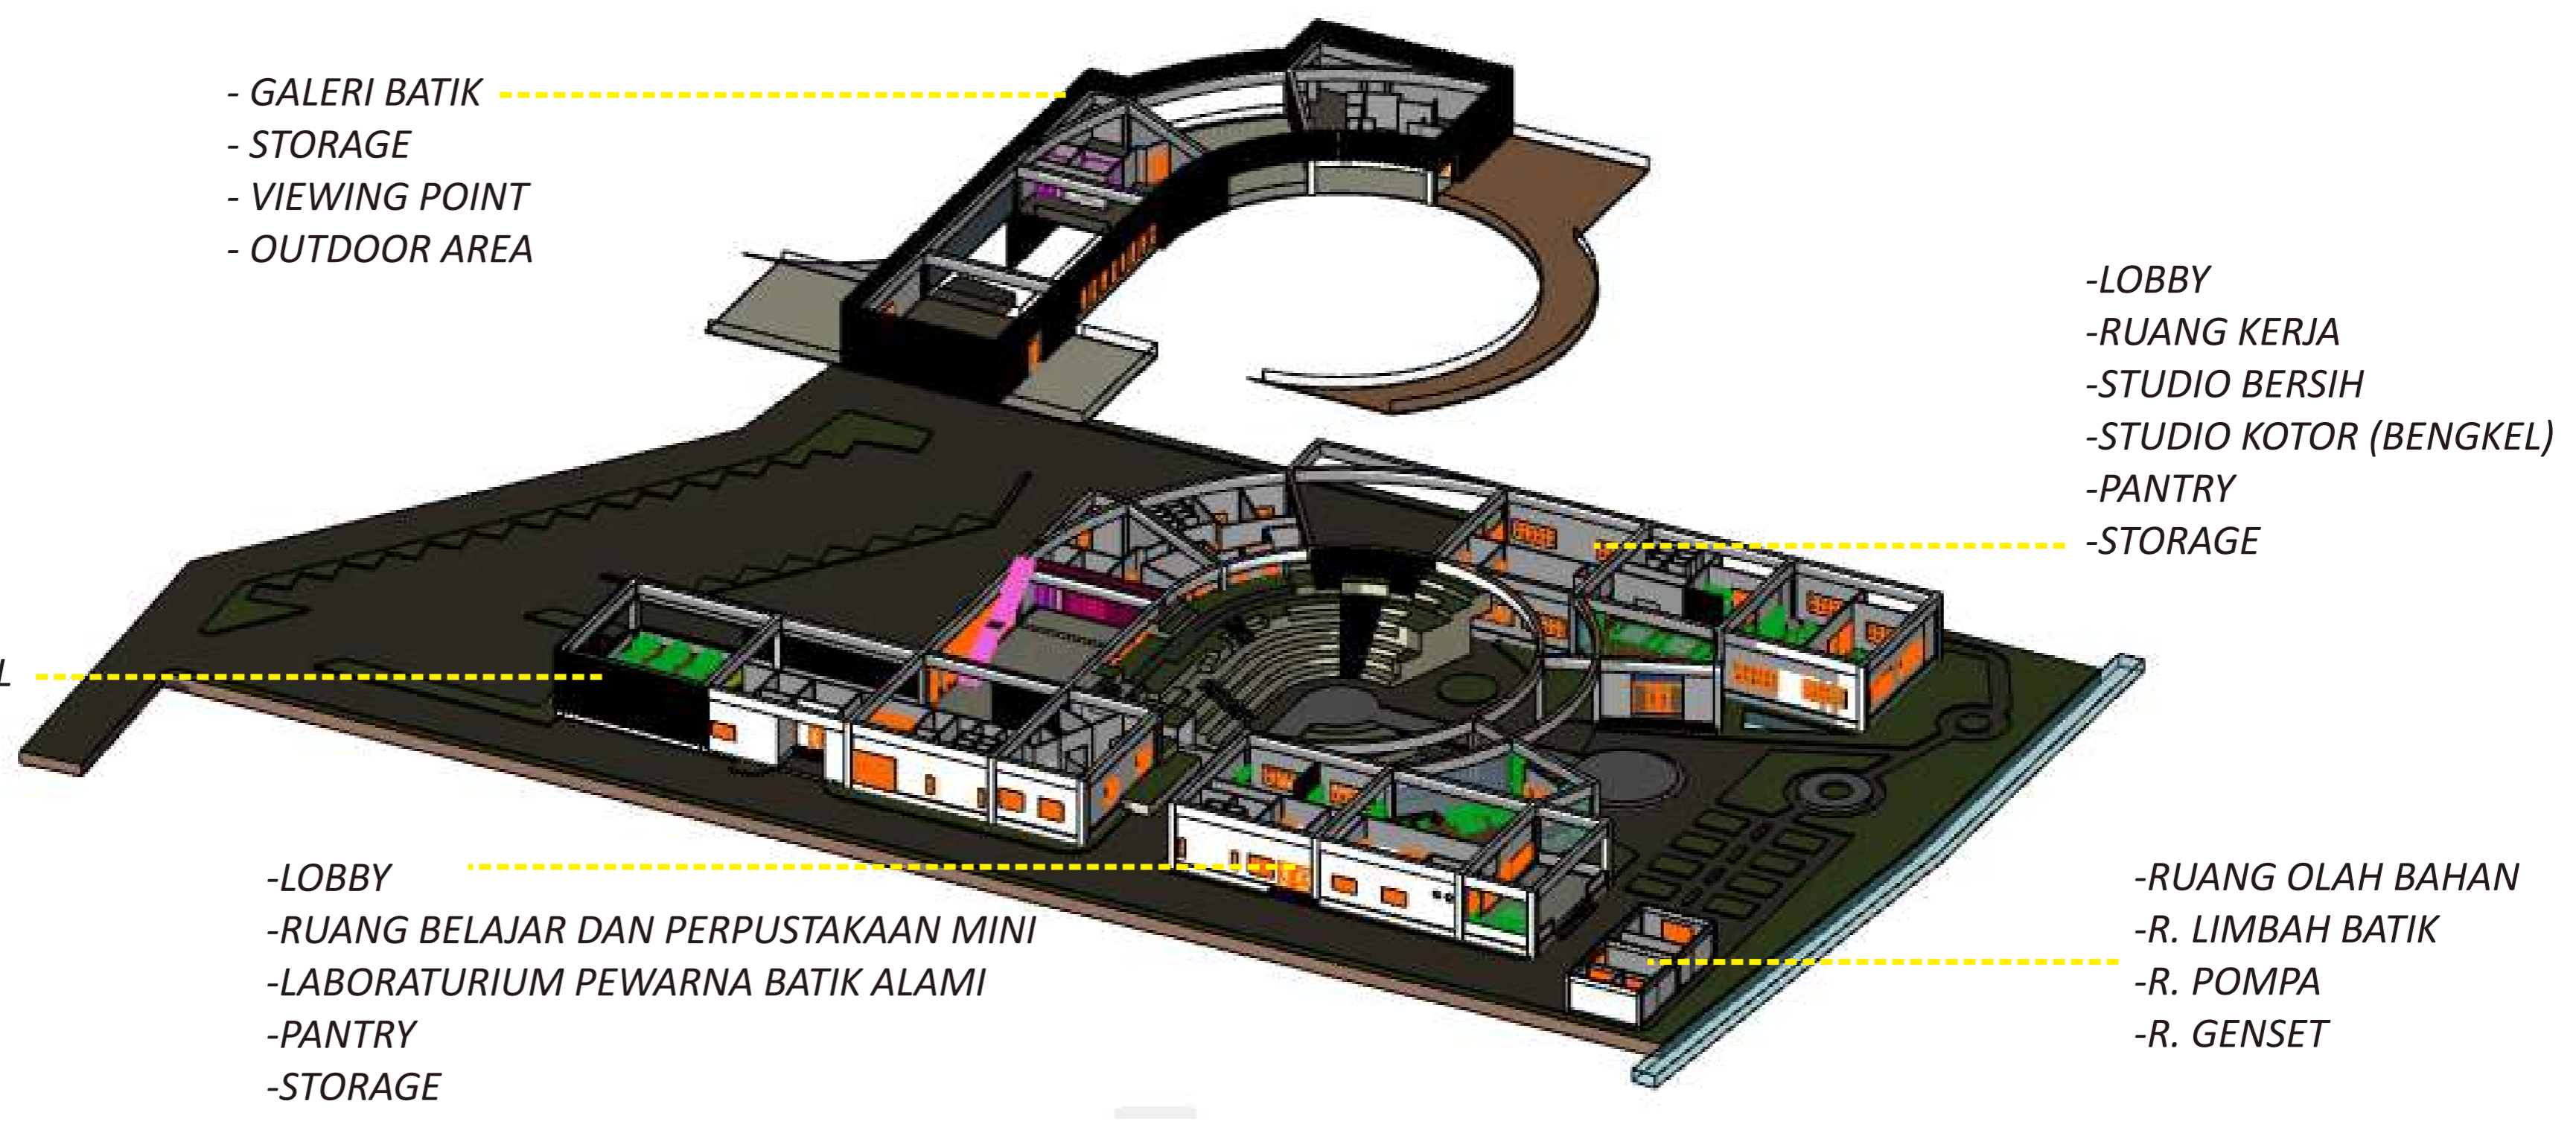 - GALERI BATIK
- STORAGE
- VIEWING POINT
- OUTDOOR AREA
-LOBBY
-RUANG KERJA
-STUDIO BERSIH
-STUDIO KOTOR (BENGKEL)
-PANTRY
-STORAGE
L
-LOBBY
-RUANG BELAJAR DAN PERPUSTAKAAN MINI
-LABORATURIUM PEWARNA BATIK ALAMI
-PANTRY
-STORAGE
-RUANG OLAH BAHAN
-R. LIMBAH BATIK
-R. POMPA
-R. GENSET